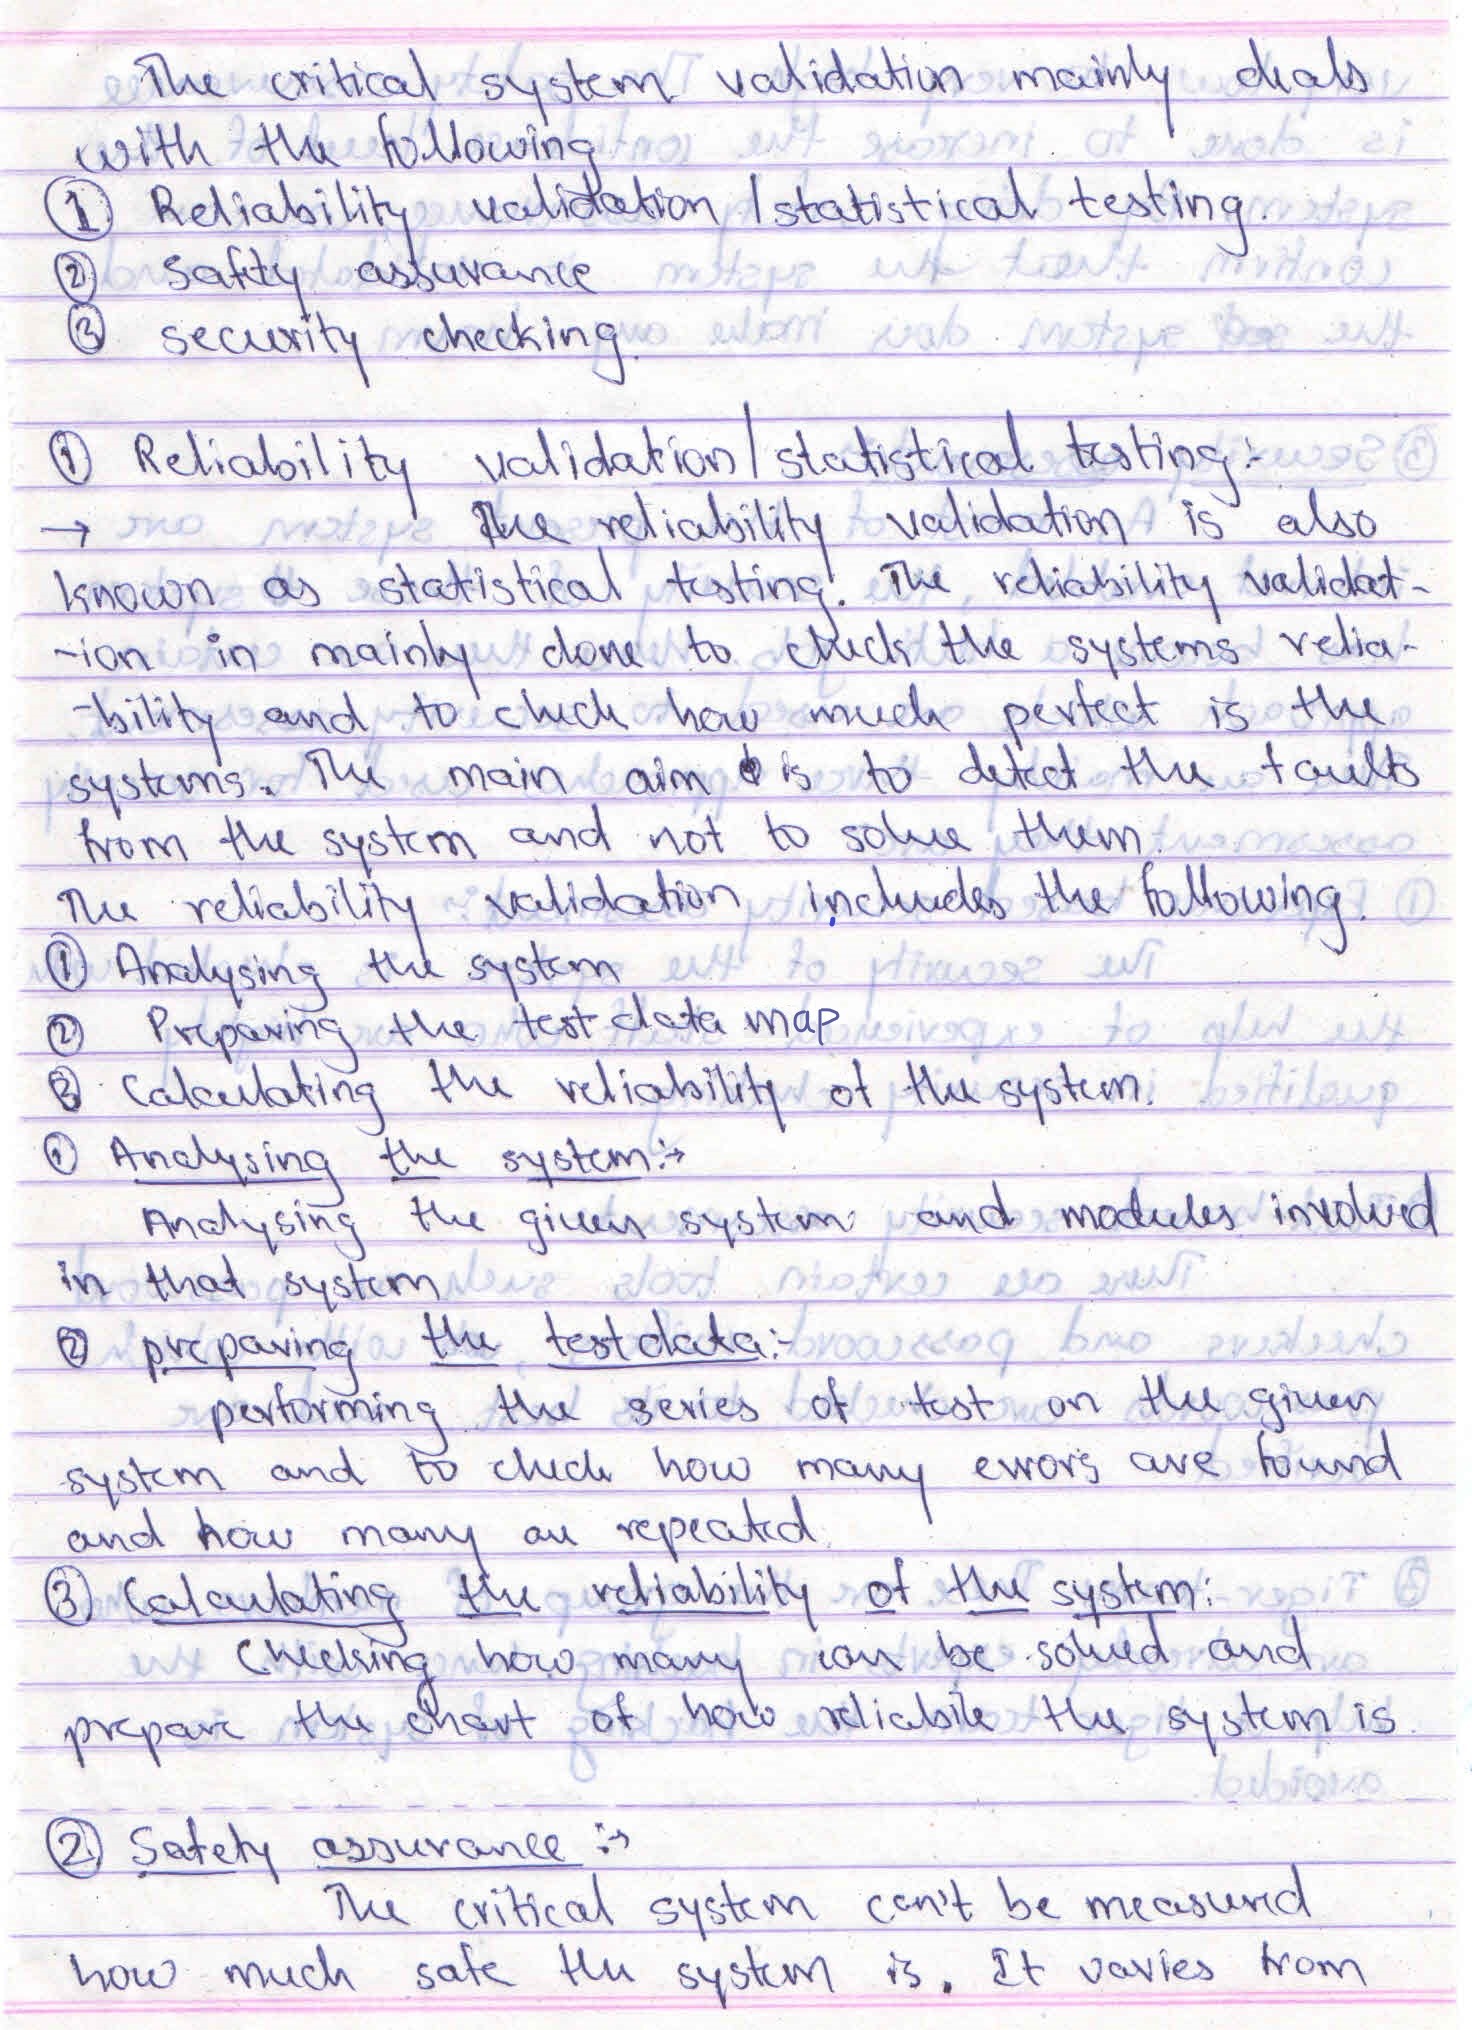 The critical system validation mainly deals
with the following
① Reliability validation / statistical testing.
② Safety assurance
③ security checking.
① Reliability validation / statistical testing:-
→ The reliability validation is also
known as statistical testing. The reliability validat-
-ion in mainly done to check the systems relia-
-bility and to check how much perfect is the
systems. The main aim is to detect the faults
from the system and not to solve them.
The reliability validation includes the following.
① Analysing the system
② Preparing the test data map
③ Calculating the reliability of the system.
① Analysing the system:→
Analysing the given system and modules involved
in that system
② preparing the test data:-
performing the series of test on the given
system and to check how many errors are found
and how many are repeated.
③ Calculating the reliability of the system:
Checking how many can be solved and
prepare the chart of how reliabile the system is.
② Safety assurance :→
The critical system can't be measured
how much safe the system is. It varies from